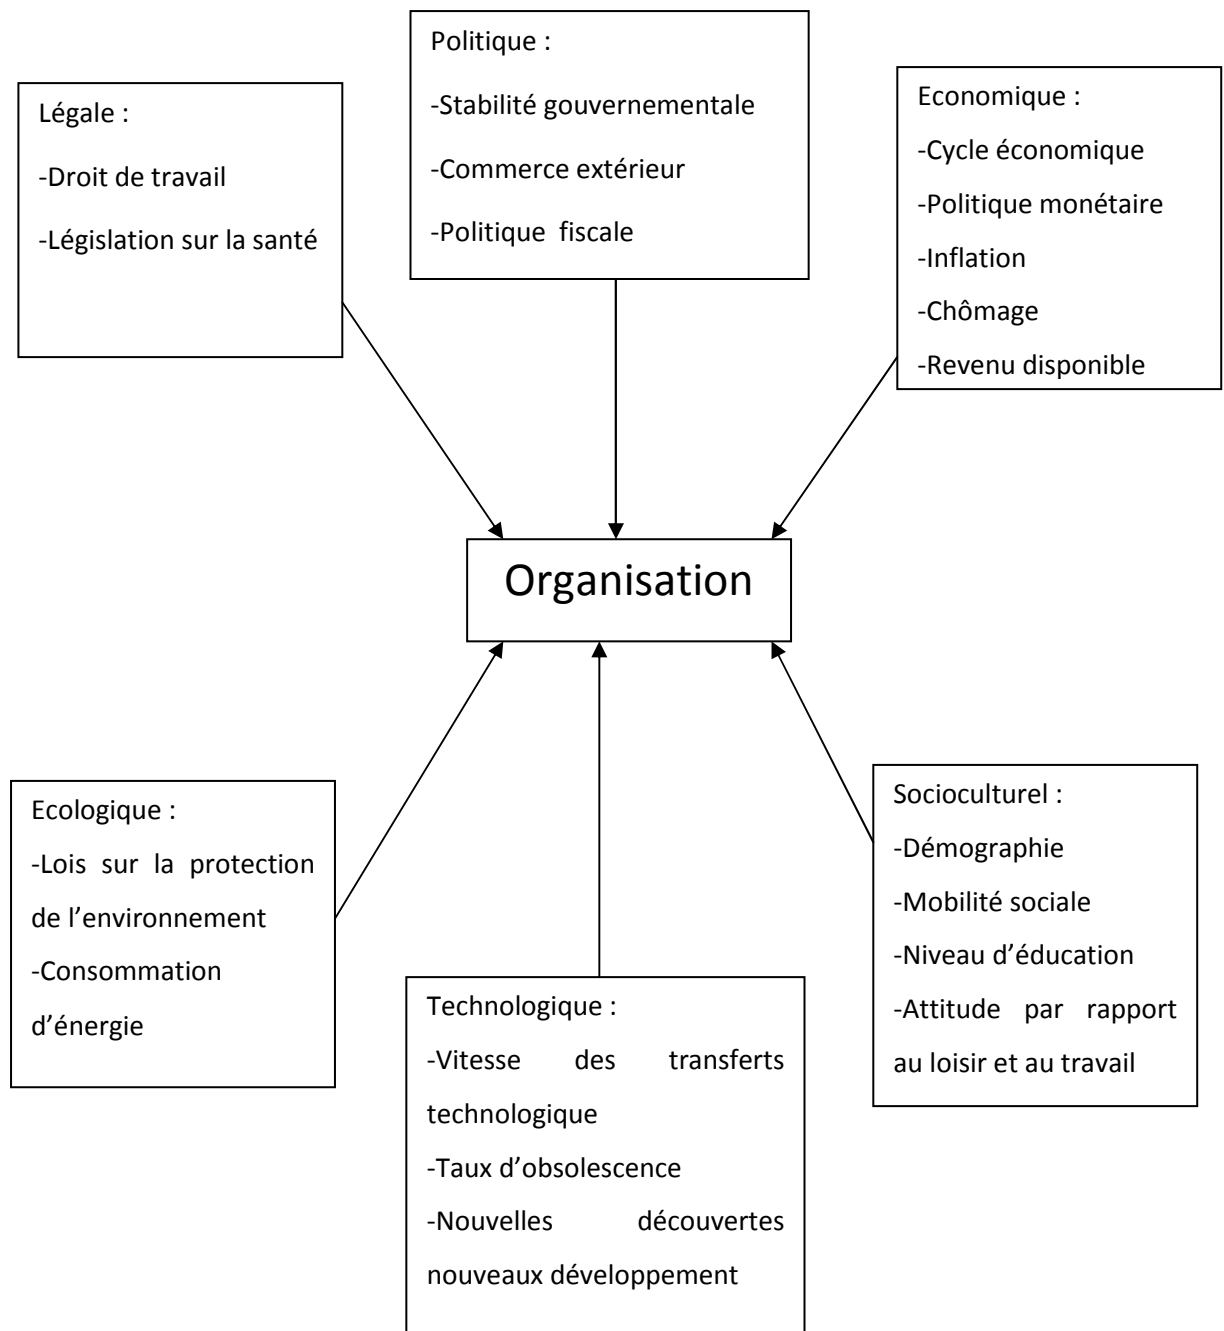 Politique :
-Stabilité gouvernementale
-Commerce extérieur
-Politique fiscale
Légale :
-Droit de travail
-Législation sur la santé
Economique :
-Cycle économique
-Politique monétaire
-Inflation
-Chômage
-Revenu disponible
Organisation
Ecologique :
-Lois sur la protection
de l’environnement
-Consommation
d’énergie
Technologique :
-Vitesse des transferts
technologique
-Taux d’obsolescence
-Nouvelles découvertes
nouveaux développement
Socioculturel :
-Démographie
-Mobilité sociale
-Niveau d’éducation
-Attitude par rapport
au loisir et au travail